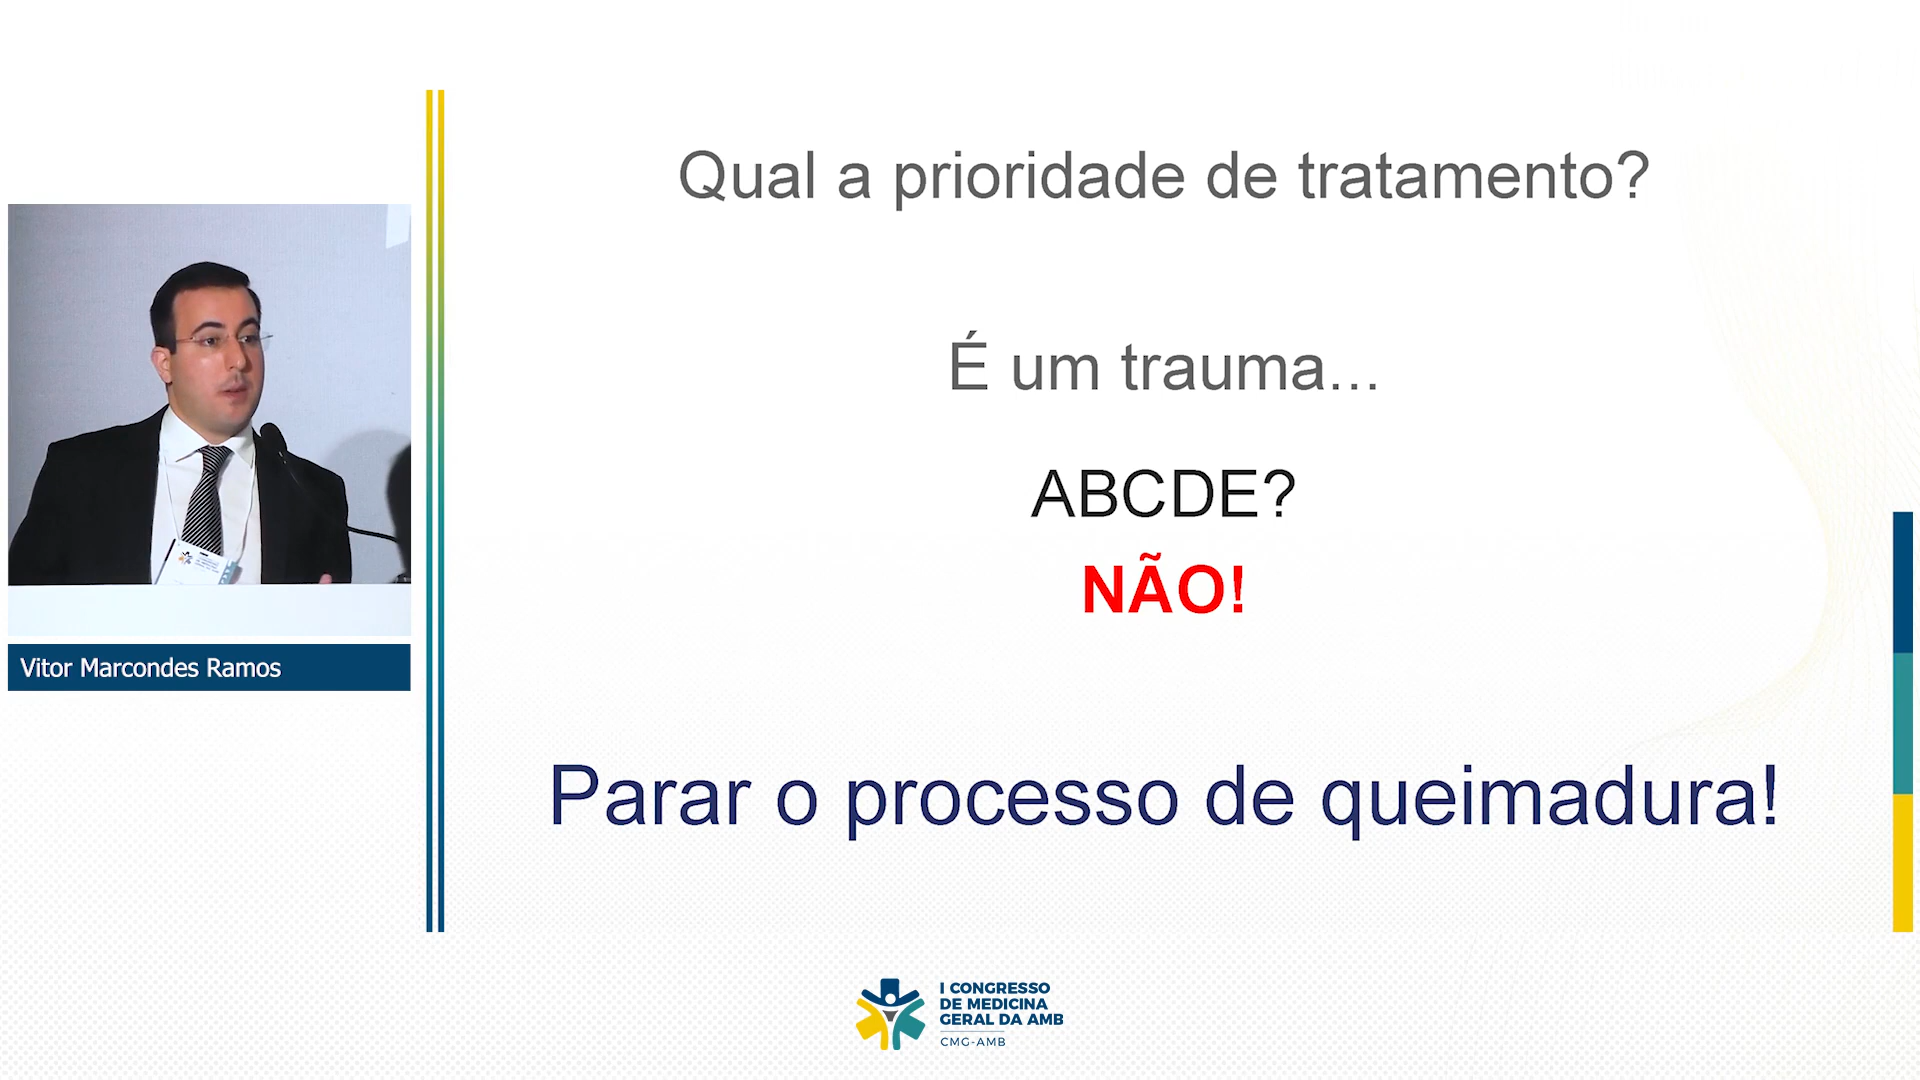 Qual a prioridade de tratamento?
É um trauma...
ABCDE?
NÃO!
Parar o processo de queimadura!
Vitor Marcondes Ramos
I CONGRESSO
DE MEDICINA
GERAL DA AMB
CMG-AMB